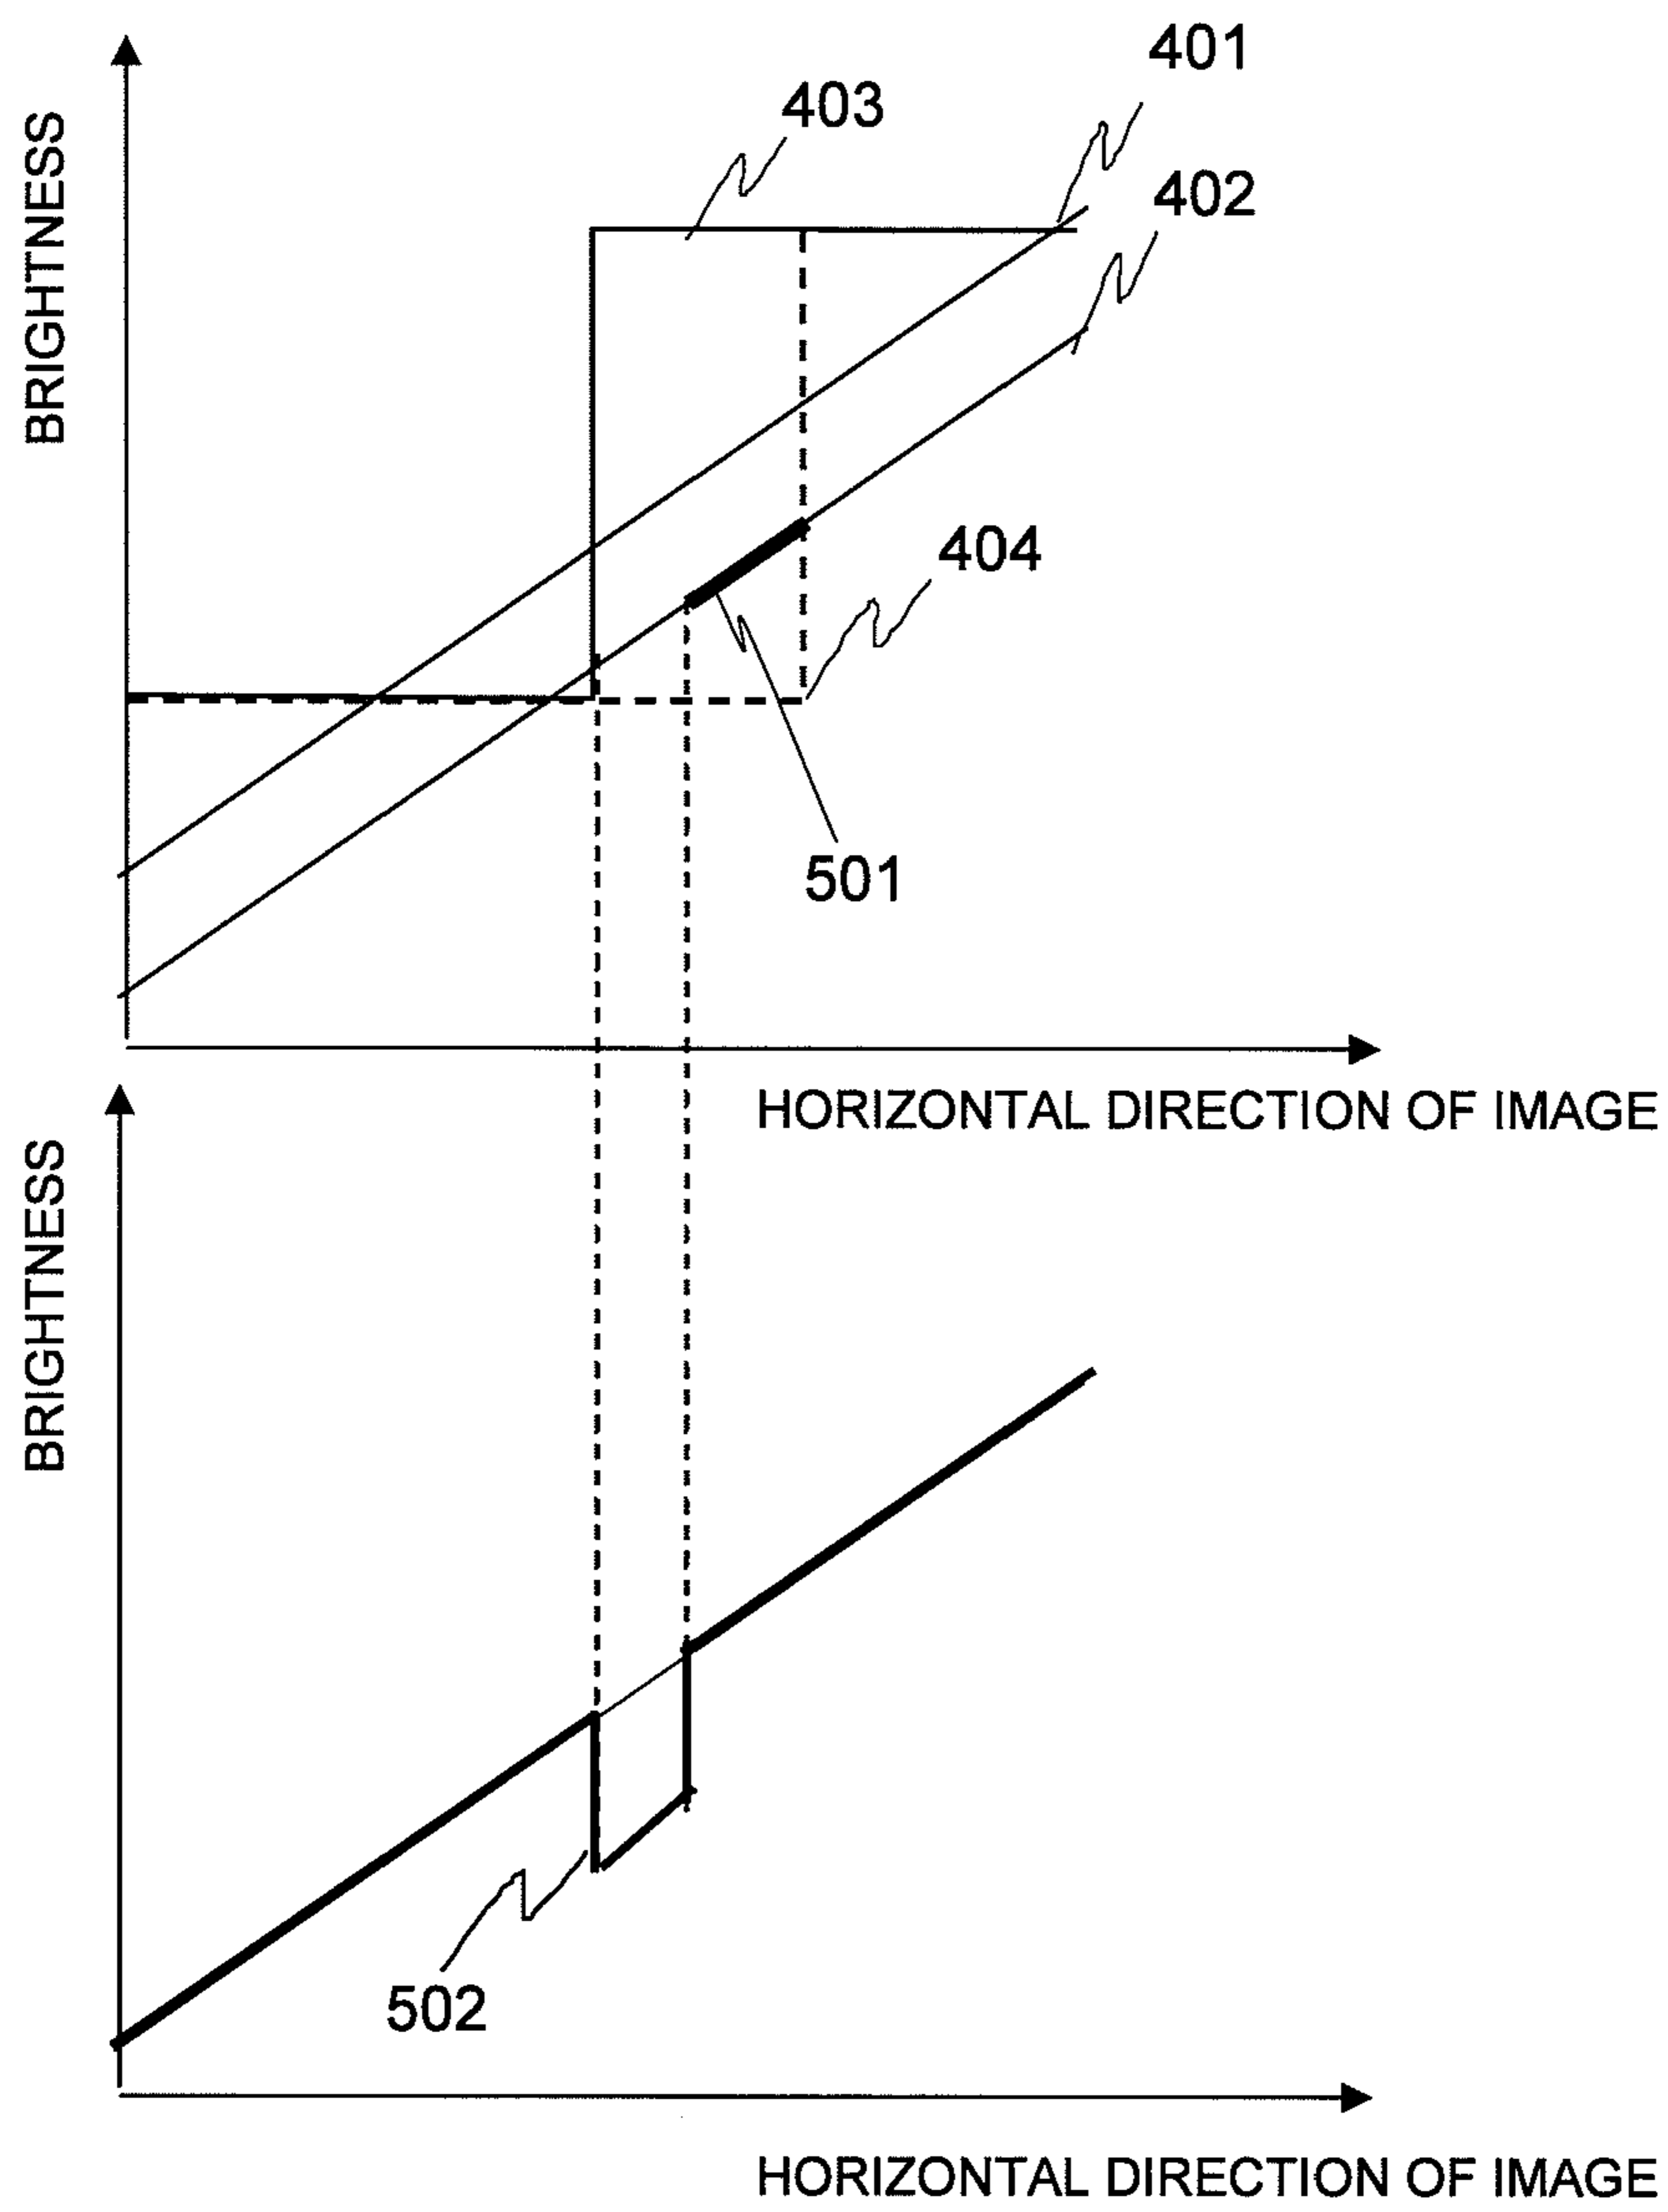 401
403
402
BRIGHTNESS
404
501
HORIZONTAL DIRECTION OF IMAGE
BRIGHTNESS
502
HORIZONTAL DIRECTION OF IMAGE